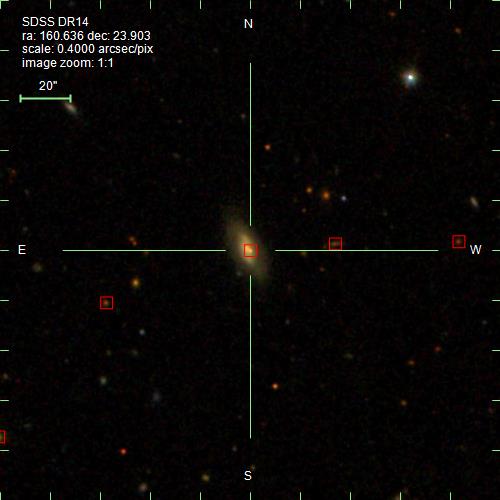 SDSS DR14
ra: 160.636 dec: 23.903
scale: 0.4000 arcsec/pix
image zoom: 1:1
20"
N
E
W
S